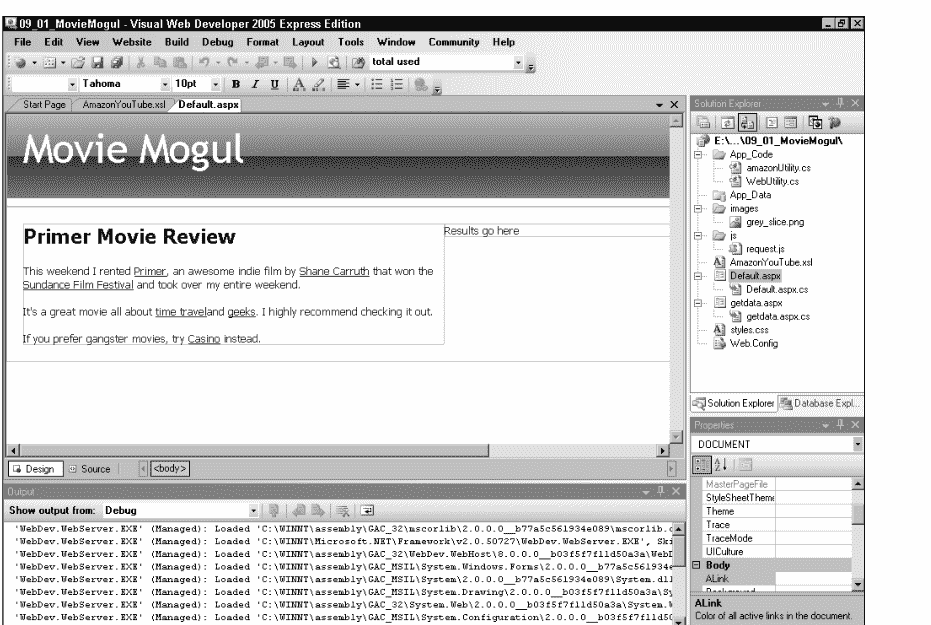 09_01_MovieMogul - Visual Web Developer 2005 Express Edition
File Edit View Website Build Debug Format Layout Tools Window Community Help
total used
Tahoma 10pt B I U A
Start Page AmazonYouTube.xsl Default.aspx
Movie Mogul
Primer Movie Review
Results go here
This weekend I rented Primer, an awesome indie film by Shane Carruth that won the
Sundance Film Festival and took over my entire weekend.
It's a great movie all about time traveland geeks. I highly recommend checking it out.
If you prefer gangster movies, try Casino instead.
Design Source <body>
Output
Show output from: Debug
'WebDev.WebServer.EXE' (Managed): Loaded 'C:\WINNT\assembly\GAC_32\mscorlib\2.0.0.0__b77a5c561934e089\mscorlib.
'WebDev.WebServer.EXE' (Managed): Loaded 'C:\WINNT\Microsoft.NET\Framework\v2.0.50727\WebDev.WebServer.EXE', Ski
'WebDev.WebServer.EXE' (Managed): Loaded 'C:\WINNT\assembly\GAC_32\WebDev.WebHost\8.0.0.0__b03f5f7f11d50a3a\WebD
'WebDev.WebServer.EXE' (Managed): Loaded 'C:\WINNT\assembly\GAC_MSIL\System.Windows.Forms\2.0.0.0__b77a5c561934e
'WebDev.WebServer.EXE' (Managed): Loaded 'C:\WINNT\assembly\GAC_MSIL\System\2.0.0.0__b77a5c561934e089\System.dll
'WebDev.WebServer.EXE' (Managed): Loaded 'C:\WINNT\assembly\GAC_MSIL\System.Drawing\2.0.0.0__b03f5f7f11d50a3a\Sy
'WebDev.WebServer.EXE' (Managed): Loaded 'C:\WINNT\assembly\GAC_32\System.Web\2.0.0.0__b03f5f7f11d50a3a\System.W
'WebDev.WebServer.EXE' (Managed): Loaded 'C:\WINNT\assembly\GAC_MSIL\System.Configuration\2.0.0.0__b03f5f7f11d50
Solution Explorer
E:\...\09_01_MovieMogul\
App_Code
amazonUtility.cs
WebUtility.cs
App_Data
images
grey_slice.png
js
request.js
AmazonYouTube.xsl
Default.aspx
Default.aspx.cs
getdata.aspx
getdata.aspx.cs
styles.css
Web.Config
Solution Explorer Database Expl...
Properties
DOCUMENT
MasterPageFile
StyleSheetTheme
Theme
Trace
TraceMode
UICulture
Body
ALink
ALink
Color of all active links in the document.